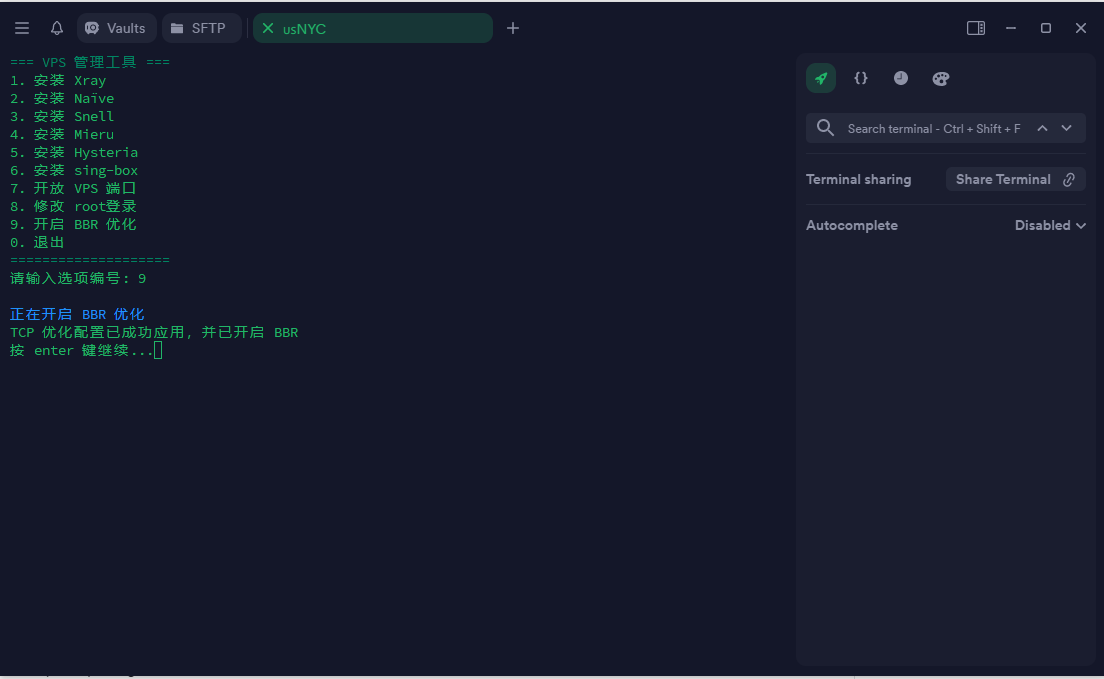 Vaults
SFTP
usNYC
=== VPS 管理工具 ===
1. 安装 Xray
2. 安装 Naïve
3. 安装 Snell
4. 安装 Mieru
5. 安装 Hysteria
6. 安装 sing-box
7. 开放 VPS 端口
8. 修改 root登录
9. 开启 BBR 优化
0. 退出
====================
请输入选项编号: 9
正在开启 BBR 优化
TCP 优化配置已成功应用, 并已开启 BBR
按 enter 键继续...
Search terminal - Ctrl + Shift + F
Terminal sharing
Share Terminal
Autocomplete
Disabled